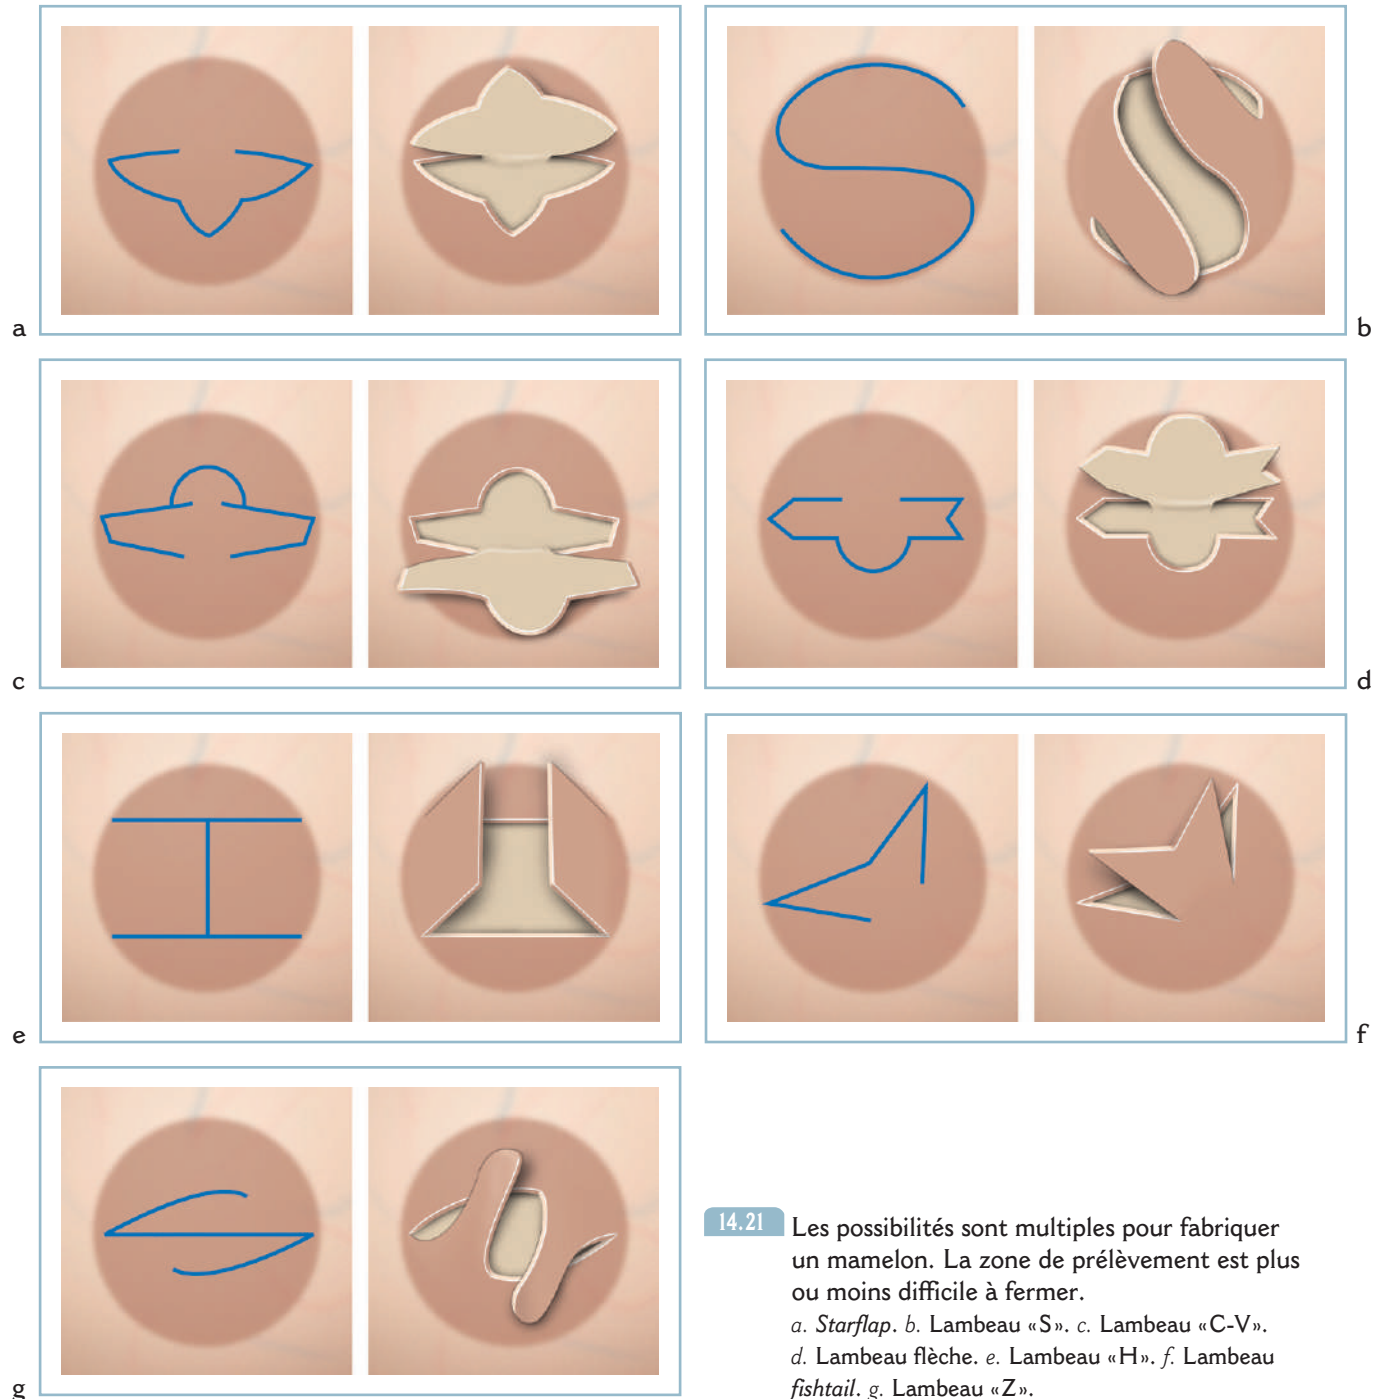 a
b
c
d
e
f
g
14.21 Les possibilités sont multiples pour fabriquer
un mamelon. La zone de prélèvement est plus
ou moins difficile à fermer.
a. Starflap. b. Lambeau «S». c. Lambeau «C-V».
d. Lambeau flèche. e. Lambeau «H». f. Lambeau
fishtail. g. Lambeau «Z».